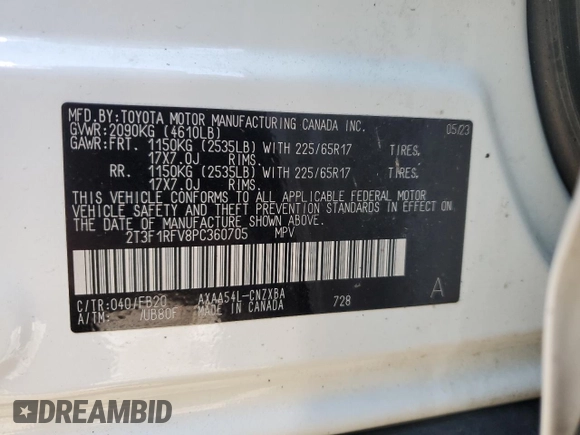 MFD.BY:TOYOTA MOTOR MANUFACTURING CANADA INC. 05/23
GVWR:2090KG (4610LB)
GAWR:FRT. 1150KG (2535LB) WITH 225/65R17 TIRES,
17X7.0J RIMS.
RR. 1150KG (2535LB) WITH 225/65R17 TIRES,
17X7.0J RIMS.
THIS VEHICLE CONFORMS TO ALL APPLICABLE FEDERAL MOTOR
VEHICLE SAFETY AND THEFT PREVENTION STANDARDS IN EFFECT ON
THE DATE OF MANUFACTURE SHOWN ABOVE.
2T3F1RFV8PC360705 MPV
C/TR:040/EB20 AXAA54L-CNZXBA A
A/TM: /UB80F MADE IN CANADA 728
DREAMBID